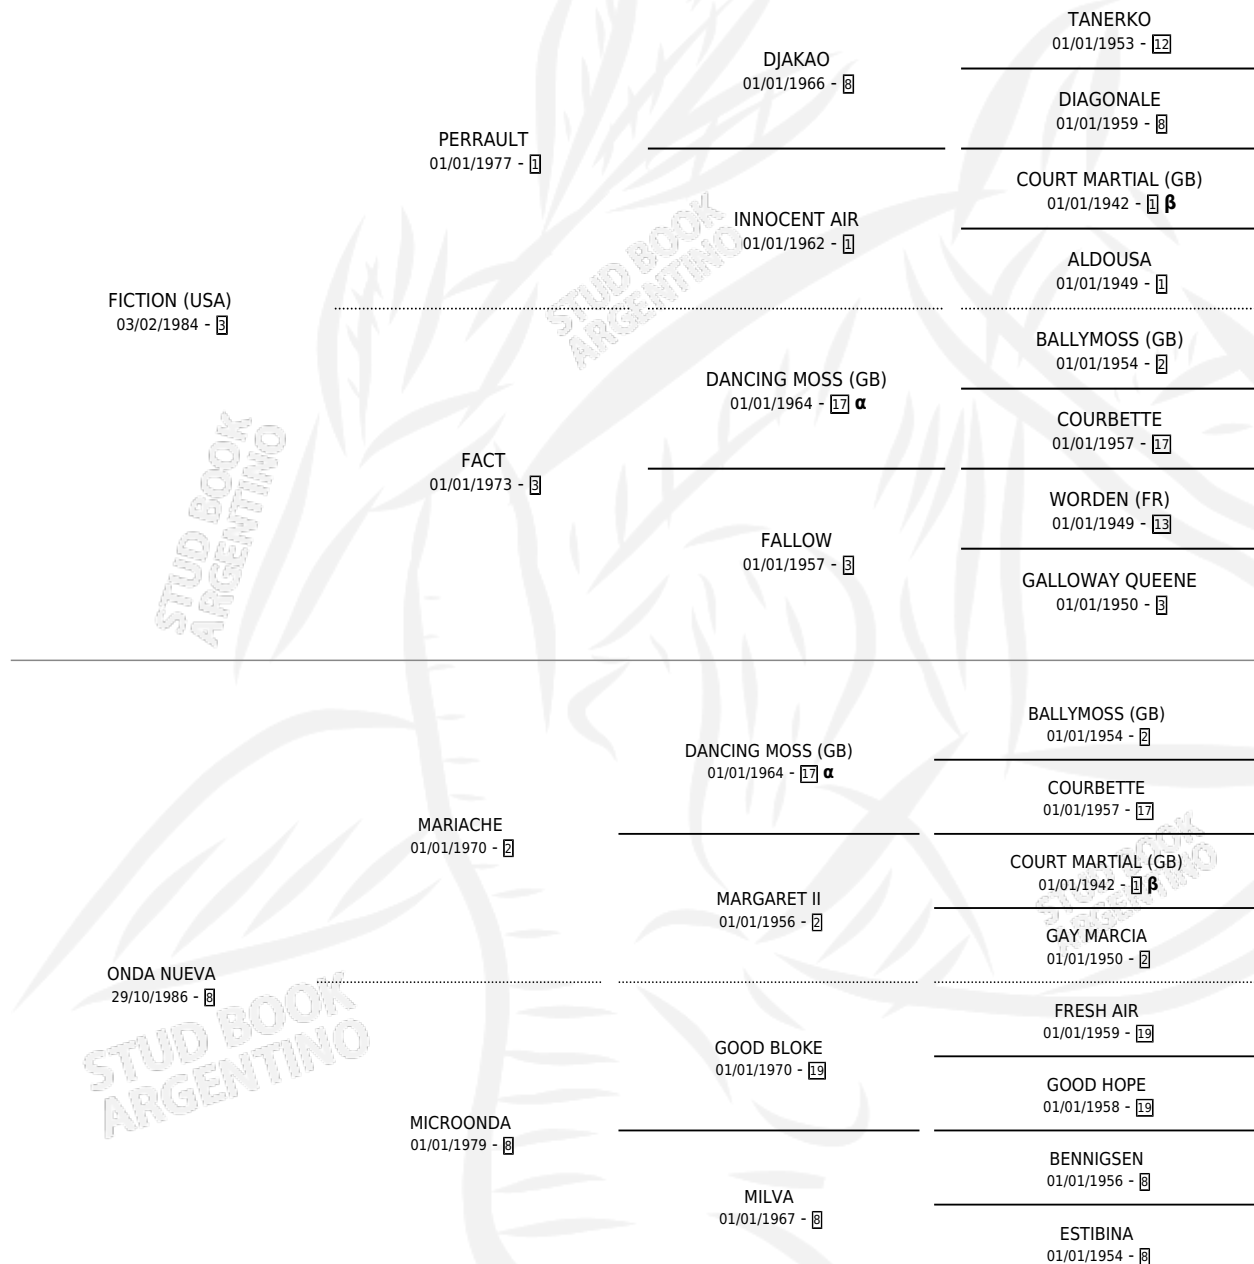 TANERKO
01/01/1953 - 12
DJAKAO
01/01/1966 - 8
DIAGONALE
01/01/1959 - 8
PERRAULT
01/01/1977 - 1
COURT MARTIAL (GB)
01/01/1942 - 1 β
INNOCENT AIR
01/01/1962 - 1
ALDOUSA
01/01/1949 - 1
FICTION (USA)
03/02/1984 - 3
BALLYMOSS (GB)
01/01/1954 - 2
DANCING MOSS (GB)
01/01/1964 - 17 α
COURBETTE
01/01/1957 - 17
FACT
01/01/1973 - 3
WORDEN (FR)
01/01/1949 - 13
FALLOW
01/01/1957 - 3
GALLOWAY QUEENE
01/01/1950 - 3
BALLYMOSS (GB)
01/01/1954 - 2
DANCING MOSS (GB)
01/01/1964 - 17 α
COURBETTE
01/01/1957 - 17
MARIACHE
01/01/1970 - 2
COURT MARTIAL (GB)
01/01/1942 - 1 β
MARGARET II
01/01/1956 - 2
GAY MARCIA
01/01/1950 - 2
ONDA NUEVA
29/10/1986 - 8
FRESH AIR
01/01/1959 - 19
GOOD BLOKE
01/01/1970 - 19
GOOD HOPE
01/01/1958 - 19
MICROONDA
01/01/1979 - 8
BENNIGSEN
01/01/1956 - 8
MILVA
01/01/1967 - 8
ESTIBINA
01/01/1954 - 8
STUD BOOK
ARGENTINO
STUD BOOK
ARGENTINO
STUD BOOK
ARGENTINO
STUD BOOK
ARGENTINO